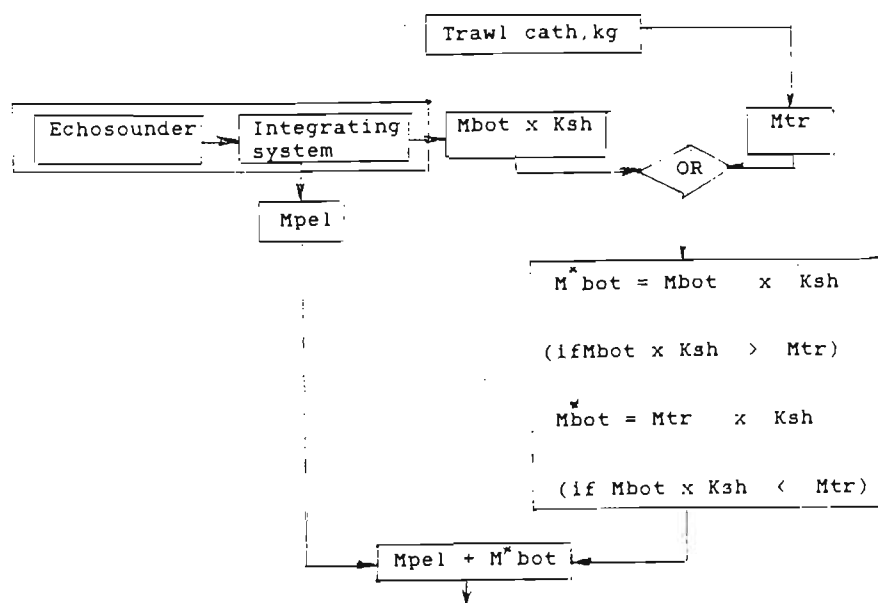 Trawl cath,kg
Echosounder
Integrating
system
Mbot x Ksh
Mtr
OR
Mpel
M*bot = Mbot x Ksh
(ifMbot x Ksh > Mtr)
M*bot = Mtr x Ksh
(if Mbot x Ksh < Mtr)
Mpel + M*bot